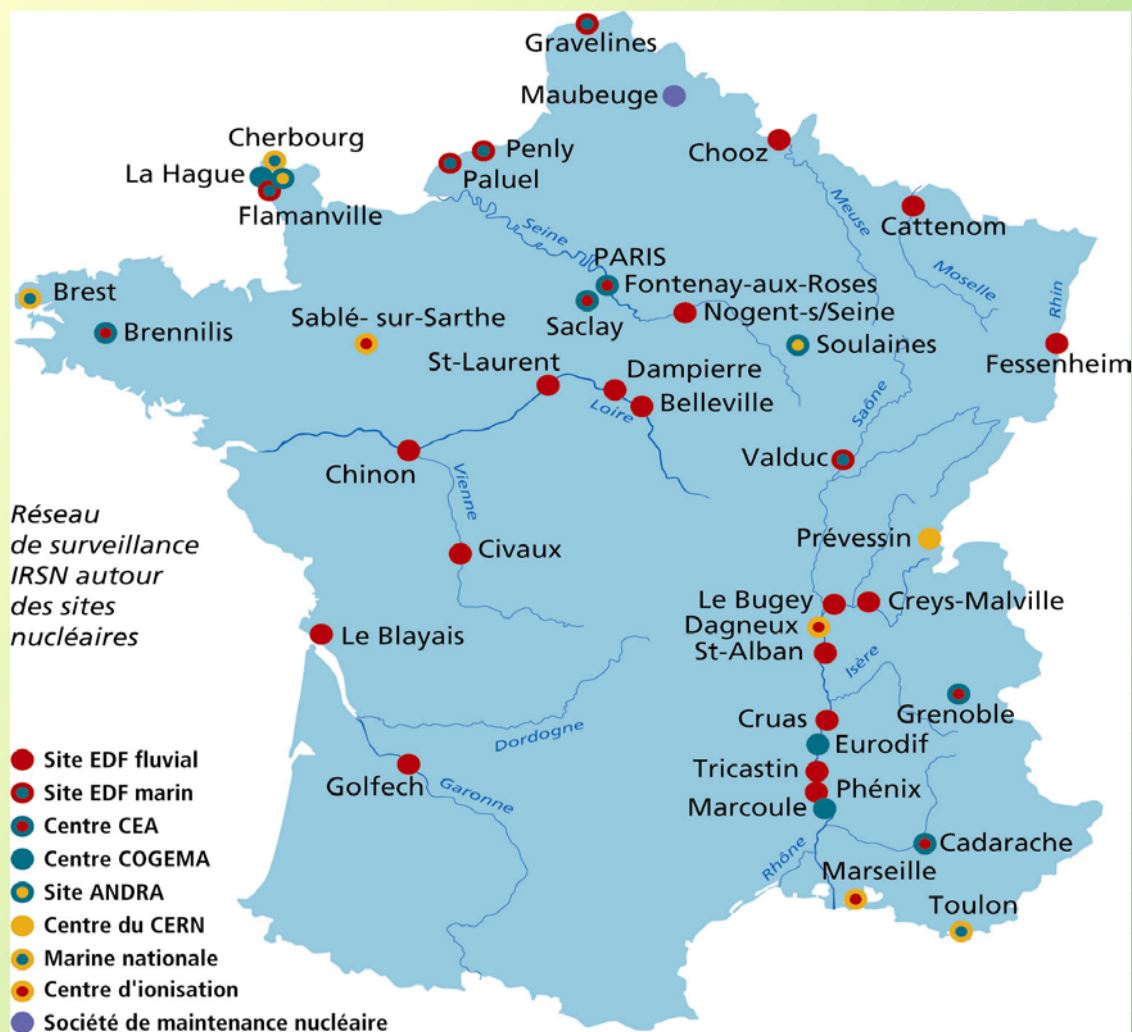 Gravelines
Maubeuge
Cherbourg
La Hague
Penly
Paluel
Chooz
Flamanville
Seine
Meuse
Cattenom
PARIS
Moselle
Brest
Fontenay-aux-Roses
Rhin
Sablé- sur-Sarthe
Saclay
Nogent-s/Seine
Brennilis
Soulaines
St-Laurent
Dampierre
Fessenheim
Loire
Belleville
Saône
Valduc
Chinon
Vienne
Réseau
de surveillance
IRSN autour
des sites
nucléaires
Prévessin
Civaux
Le Bugey
Creys-Malville
Dagneux
Le Blayais
St-Alban
Isère
Grenoble
Cruas
Dordogne
Eurodif
Tricastin
Golfech
Garonne
Phénix
Marcoule
Cadarache
Rhône
Marseille
Toulon
Site EDF fluvial
Site EDF marin
Centre CEA
Centre COGEMA
Site ANDRA
Centre du CERN
Marine nationale
Centre d'ionisation
Société de maintenance nucléaire